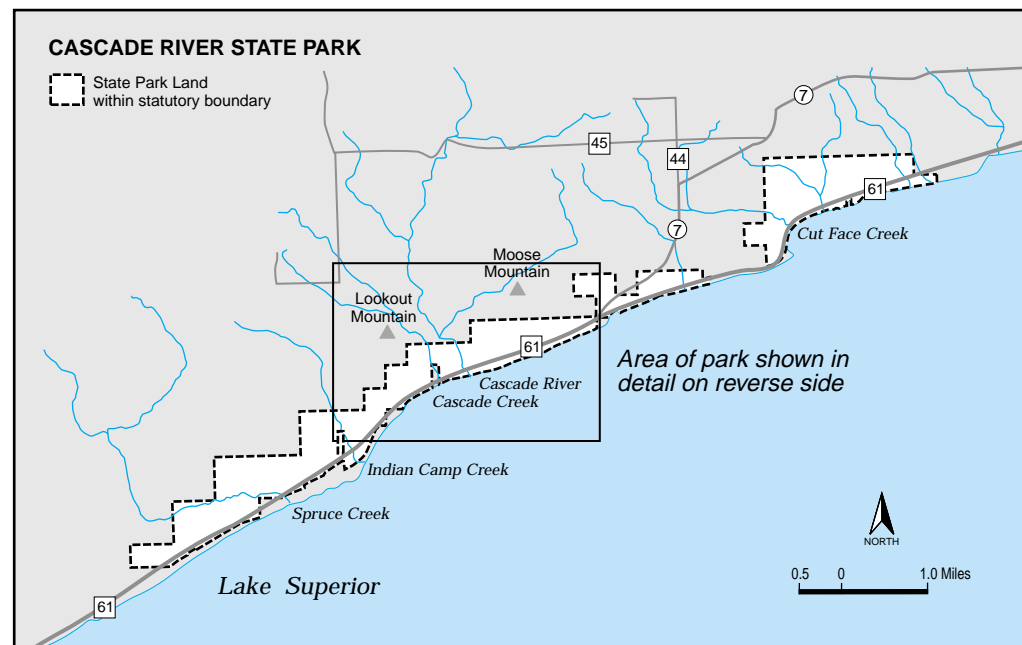 CASCADE RIVER STATE PARK
State Park Land
within statutory boundary
7
45
44
61
Cut Face Creek
7
Moose
Mountain
Lookout
Mountain
61
Area of park shown in
detail on reverse side
Cascade River
Cascade Creek
Indian Camp Creek
Spruce Creek
NORTH
Lake Superior
0.5 0 1.0 Miles
61